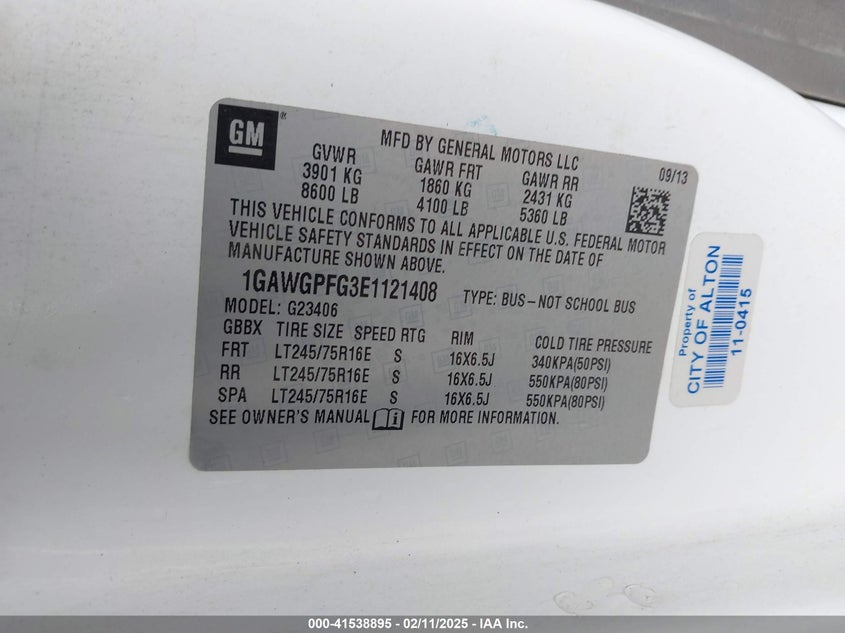 GM®
MFD BY GENERAL MOTORS LLC
09/13
GVWR GAWR FRT GAWR RR
3901 KG 1860 KG 2431 KG
8600 LB 4100 LB 5360 LB
THIS VEHICLE CONFORMS TO ALL APPLICABLE U.S. FEDERAL MOTOR
VEHICLE SAFETY STANDARDS IN EFFECT ON THE DATE OF
MANUFACTURE SHOWN ABOVE.
1GAWGPFG3E1121408 TYPE: BUS–NOT SCHOOL BUS
MODEL: G23406
GBBX TIRE SIZE SPEED RTG RIM COLD TIRE PRESSURE
FRT LT245/75R16E S 16X6.5J 340KPA(50PSI)
RR LT245/75R16E S 16X6.5J 550KPA(80PSI)
SPA LT245/75R16E S 16X6.5J 550KPA(80PSI)
SEE OWNER'S MANUAL i FOR MORE INFORMATION.
Property of
CITY OF ALTON
11-0415
000-41538895 – 02/11/2025 – IAA Inc.